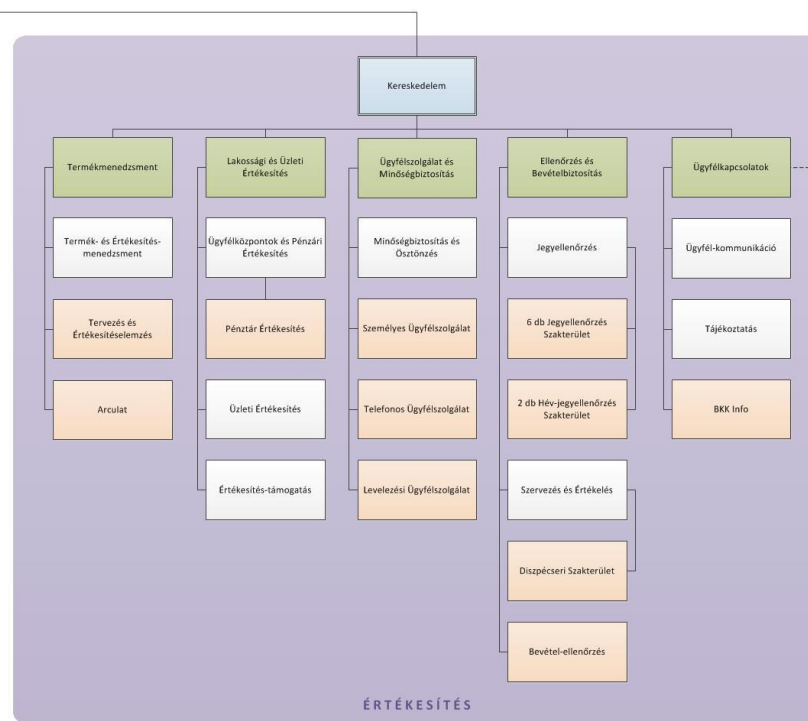 Kereskedelem
Termékmenedzsment
Termék- és Értékesítés-
menedzsment
Tervezés és
Értékesítéselemzés
Arculat
Lakossági és Üzleti
Értékesítés
Ügyfélközpontok és Pénzári
Értékesítés
Pénztár Értékesítés
Üzleti Értékesítés
Értékesítés-támogatás
Ügyfélszolgálat és
Minőségbiztosítás
Minőségbiztosítás és
Ösztönzés
Személyes Ügyfélszolgálat
Telefonos Ügyfélszolgálat
Levelezési Ügyfélszolgálat
Ellenőrzés és
Bevételbiztosítás
Jegyellenőrzés
6 db Jegyellenőrzés
Szakterület
2 db Hév-jegyellenőrzés
Szakterület
Szervezés és Értékelés
Diszpécseri Szakterület
Bevétel-ellenőrzés
Ügyfélkapcsolatok
Ügyfél-kommunikáció
Tájékoztatás
BKK Info
ÉRTÉKESÍTÉS